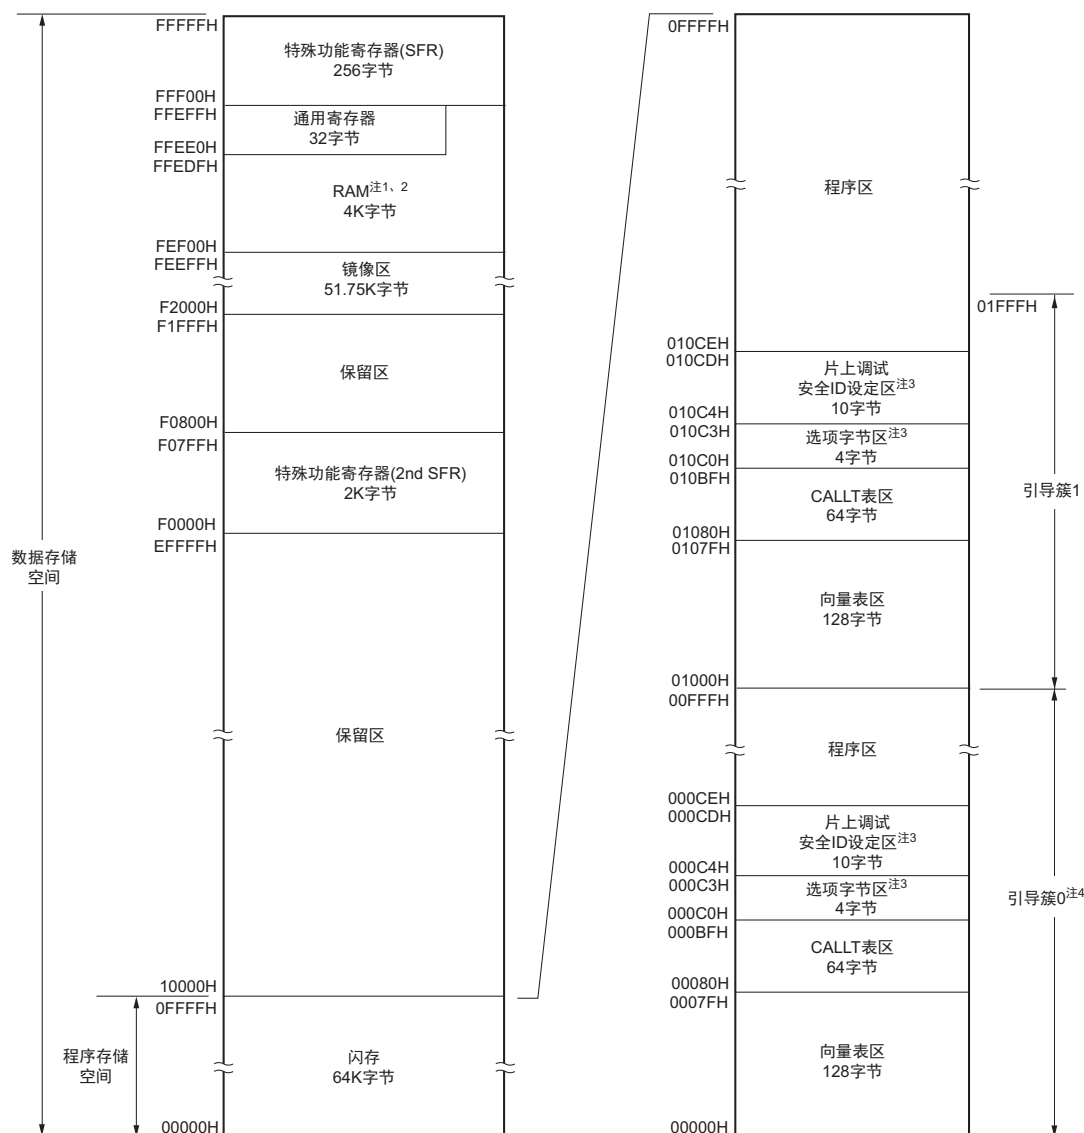 FFFFFH
特殊功能寄存器(SFR)
256字节
FFF00H
FFEFFH
通用寄存器
32字节
FFEE0H
FFEDFH
RAM注1、2
4K字节
FEF00H
FEEFFH
镜像区
51.75K字节
F2000H
F1FFFH
保留区
F0800H
F07FFH
特殊功能寄存器(2nd SFR)
2K字节
F0000H
EFFFFH
数据存储
空间
保留区
10000H
0FFFFH
程序存储
空间
闪存
64K字节
00000H
0FFFFH
程序区
01FFFH
010CEH
010CDH
片上调试
安全ID设定区注3
10字节
010C4H
010C3H
选项字节区注3
4字节
010C0H
010BFH
CALLT表区
64字节
引导簇1
01080H
0107FH
向量表区
128字节
01000H
00FFFH
程序区
000CEH
000CDH
片上调试
安全ID设定区注3
10字节
000C4H
000C3H
选项字节区注3
4字节
引导簇0注4
000C0H
000BFH
CALLT表区
64字节
00080H
0007FH
向量表区
128字节
00000H